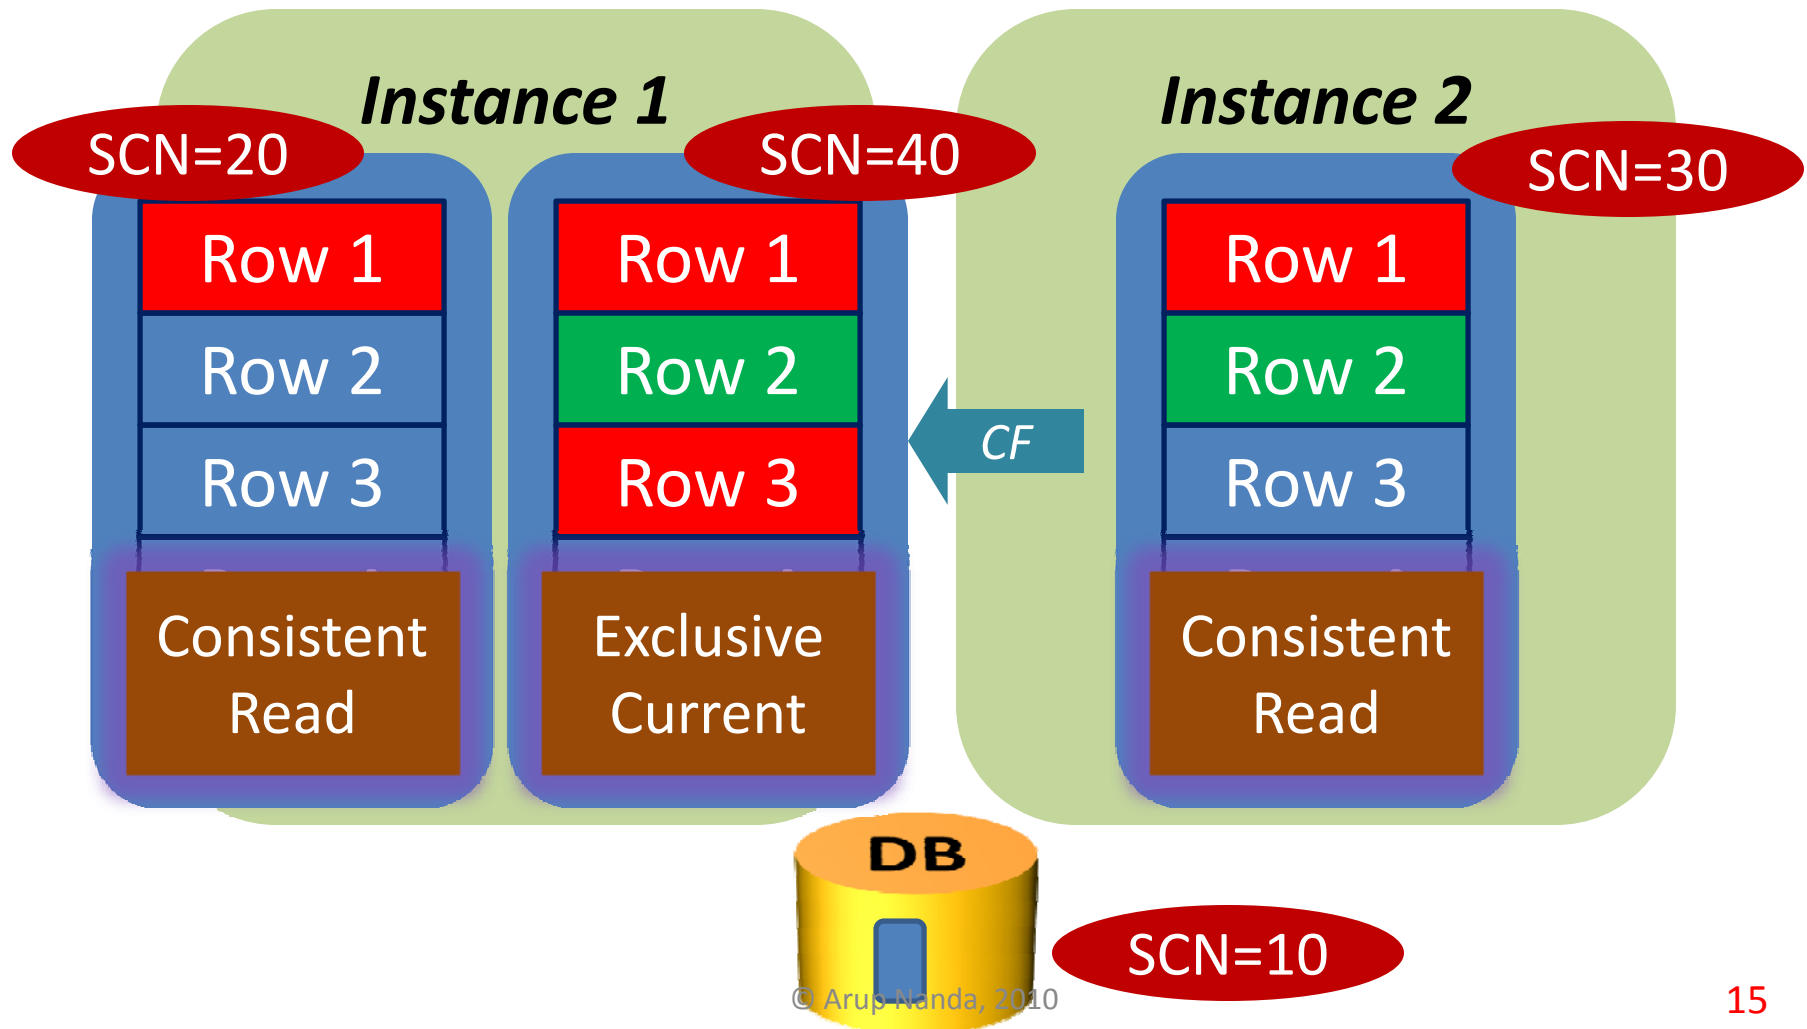 Instance 1
Instance 2
SCN=20
SCN=40
SCN=30
Row 1
Row 2
Row 3
Consistent
Read
Row 1
Row 2
Row 3
Exclusive
Current
CF
Row 1
Row 2
Row 3
Consistent
Read
DB
SCN=10
© Arup Nanda, 2010
15